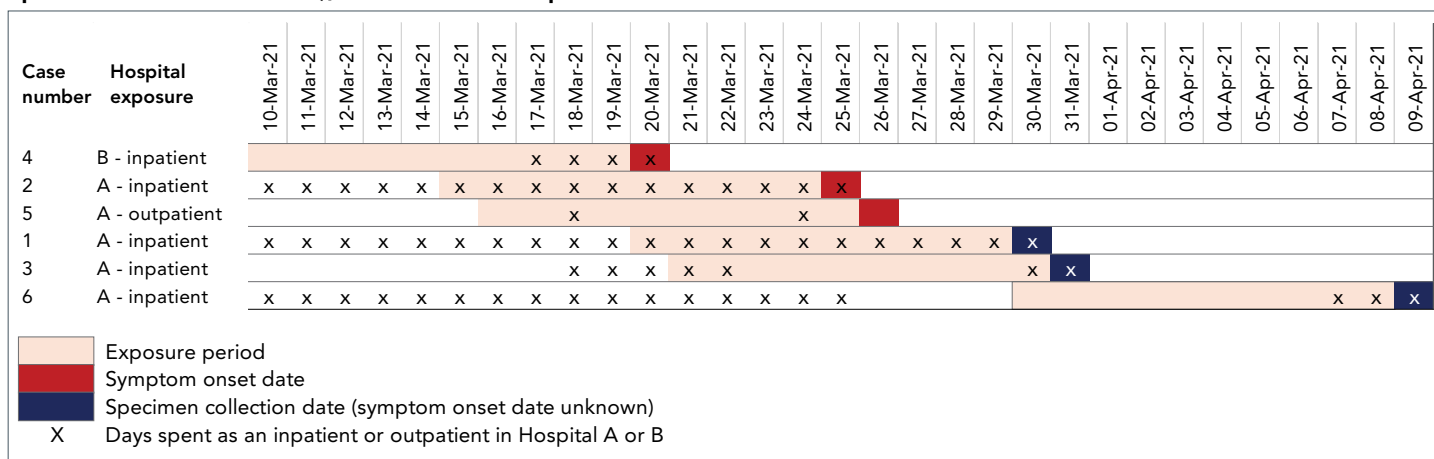 Case number Hospital exposure 10-Mar-21 11-Mar-21 12-Mar-21 13-Mar-21 14-Mar-21 15-Mar-21 16-Mar-21 17-Mar-21 18-Mar-21 19-Mar-21 20-Mar-21 21-Mar-21 22-Mar-21 23-Mar-21 24-Mar-21 25-Mar-21 26-Mar-21 27-Mar-21 28-Mar-21 29-Mar-21 30-Mar-21 31-Mar-21 01-Apr-21 02-Apr-21 03-Apr-21 04-Apr-21 05-Apr-21 06-Apr-21 07-Apr-21 08-Apr-21 09-Apr-21
4 B - inpatient x x x x
2 A - inpatient x x x x x x x x x x x x x x x x
5 A - outpatient x x
1 A - inpatient x x x x x x x x x x x x x x x x x x x x x
3 A - inpatient x x x x x x x
6 A - inpatient x x x x x x x x x x x x x x x x x x x
Exposure period
Symptom onset date
Specimen collection date (symptom onset date unknown)
X Days spent as an inpatient or outpatient in Hospital A or B